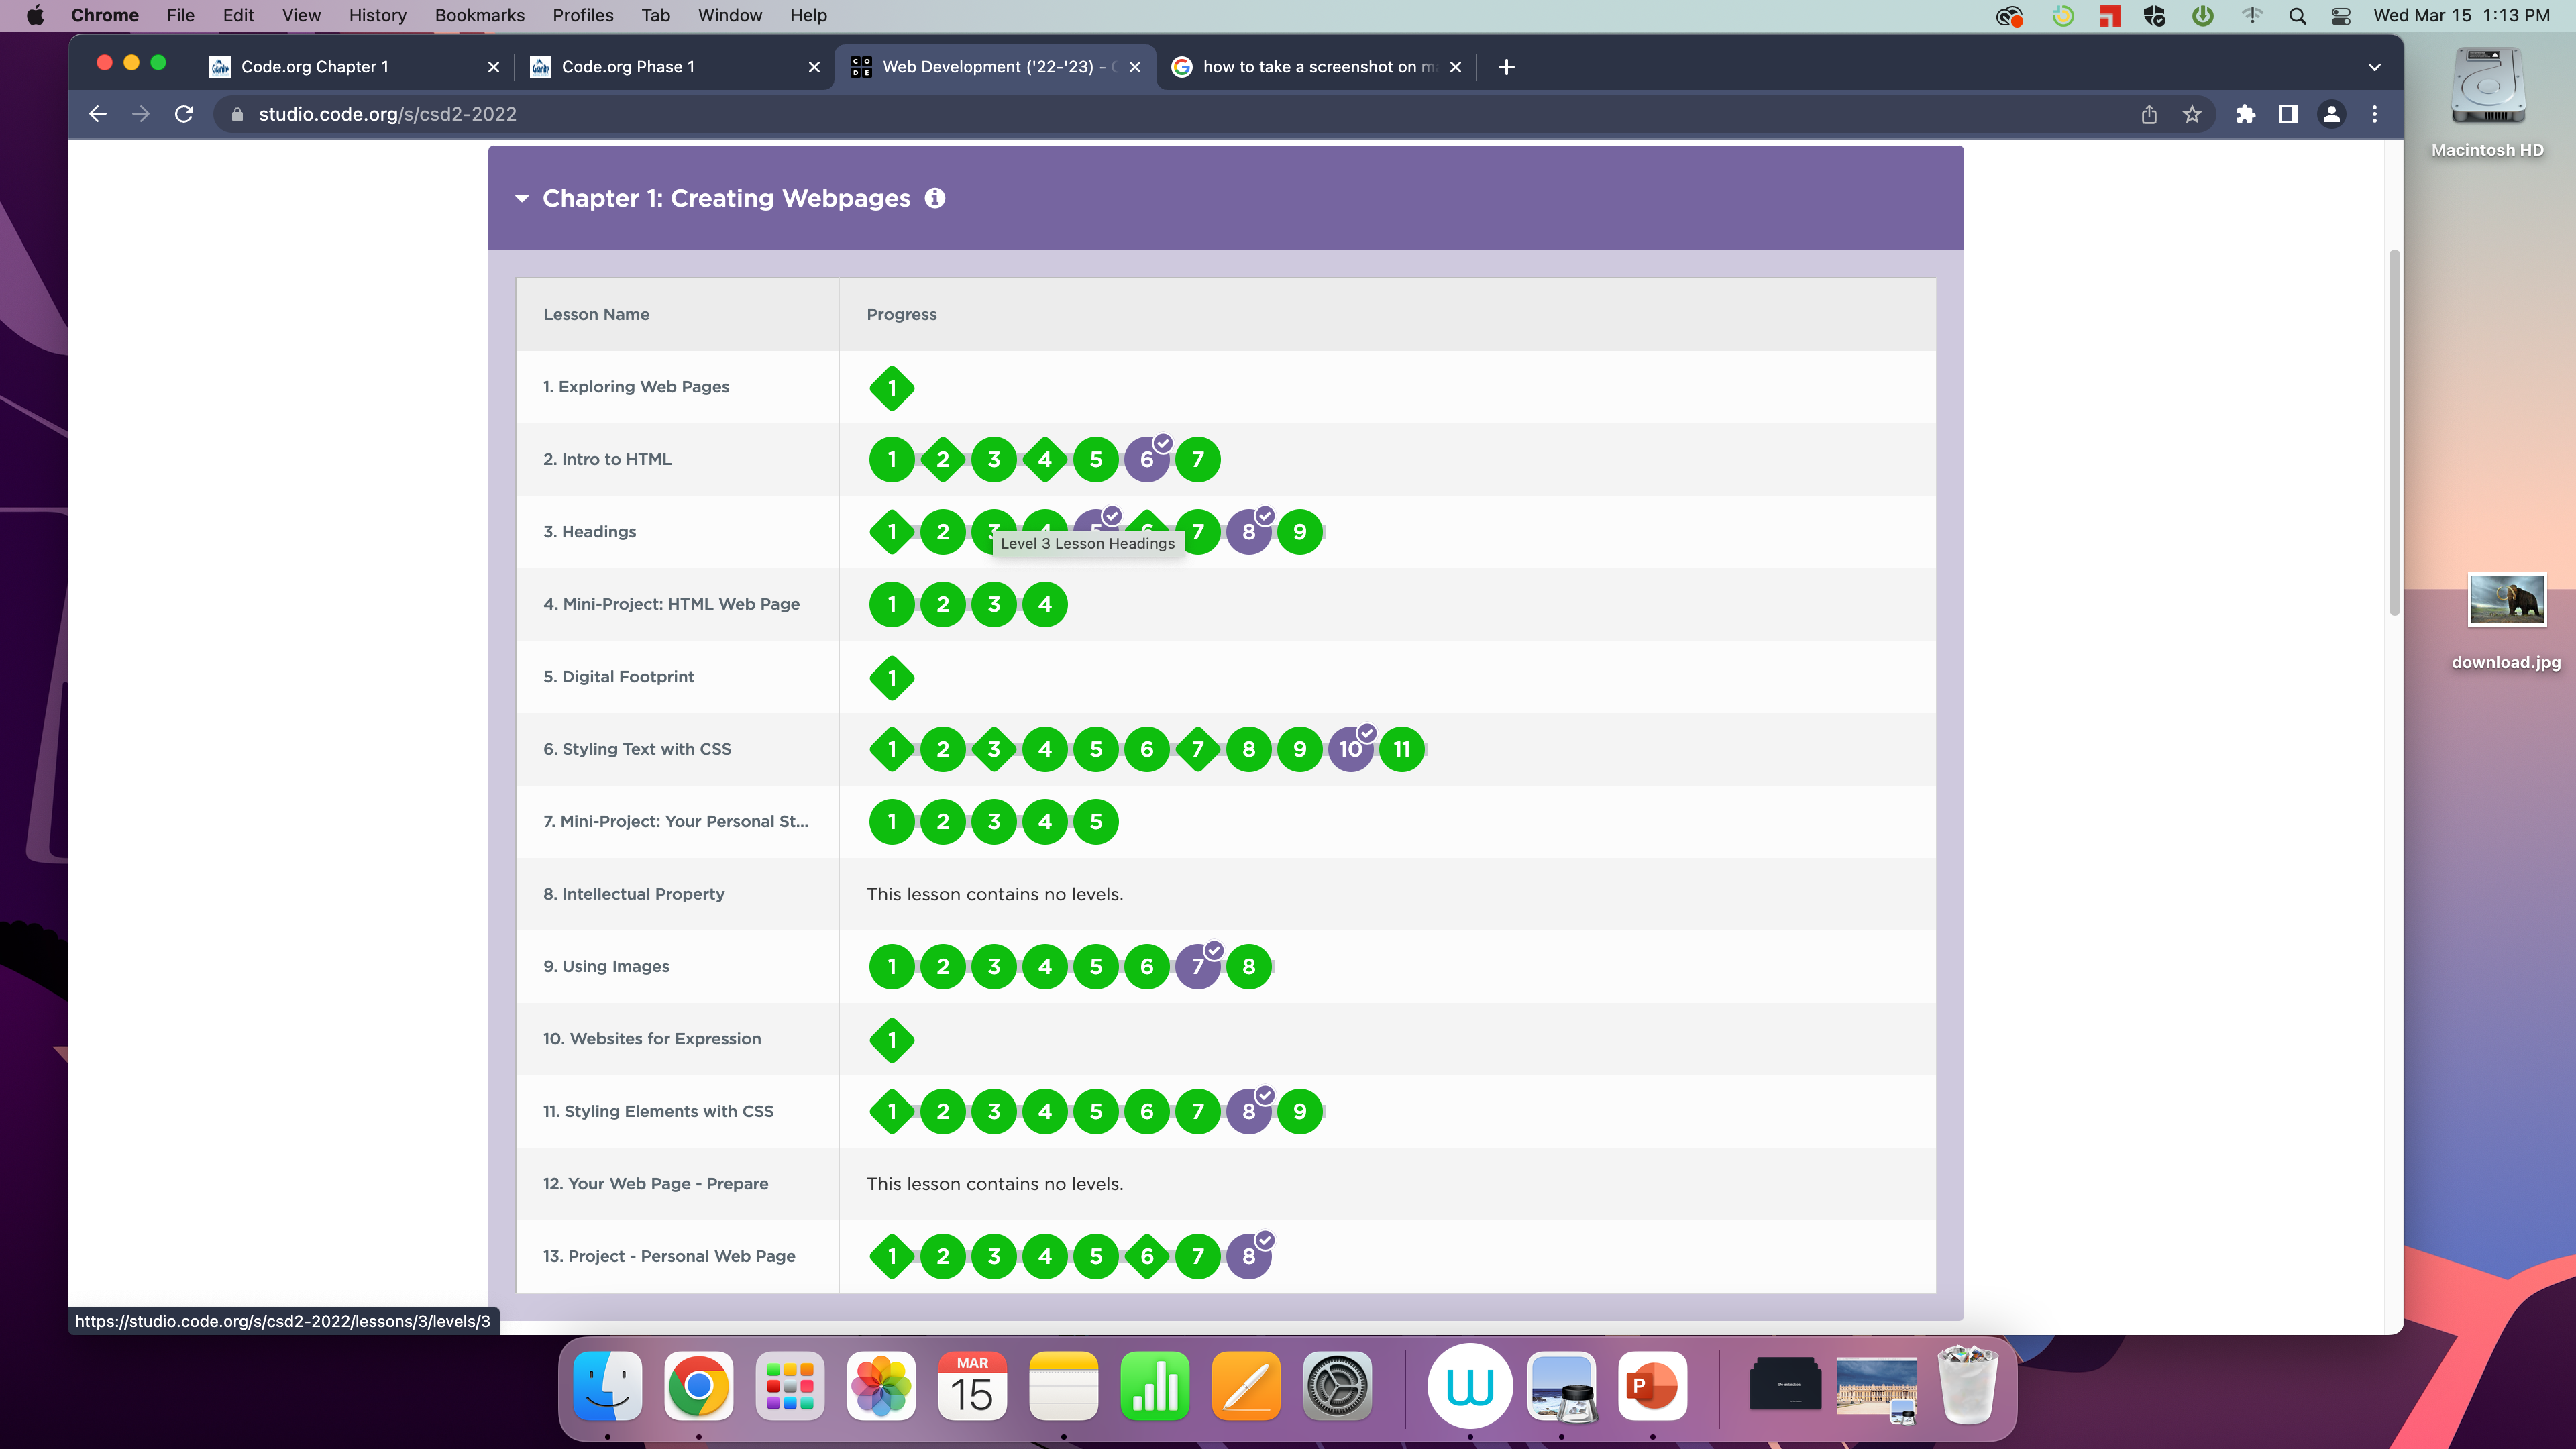 Chrome File Edit View History Bookmarks Profiles Tab Window Help Wed Mar 15 1:13 PM
Code.org Chapter 1 Code.org Phase 1 Web Development ('22-'23) - how to take a screenshot on m
studio.code.org/s/csd2-2022
Macintosh HD
Chapter 1: Creating Webpages
Lesson Name Progress
1. Exploring Web Pages 1
2. Intro to HTML 1 2 3 4 5 6 7
3. Headings 1 2 3 4 5 6 7 8 9
Level 3 Lesson Headings
4. Mini-Project: HTML Web Page 1 2 3 4
download.jpg
5. Digital Footprint 1
6. Styling Text with CSS 1 2 3 4 5 6 7 8 9 10 11
7. Mini-Project: Your Personal St... 1 2 3 4 5
8. Intellectual Property This lesson contains no levels.
9. Using Images 1 2 3 4 5 6 7 8
10. Websites for Expression 1
11. Styling Elements with CSS 1 2 3 4 5 6 7 8 9
12. Your Web Page - Prepare This lesson contains no levels.
13. Project - Personal Web Page 1 2 3 4 5 6 7 8
https://studio.code.org/s/csd2-2022/lessons/3/levels/3
MAR
15
W
P